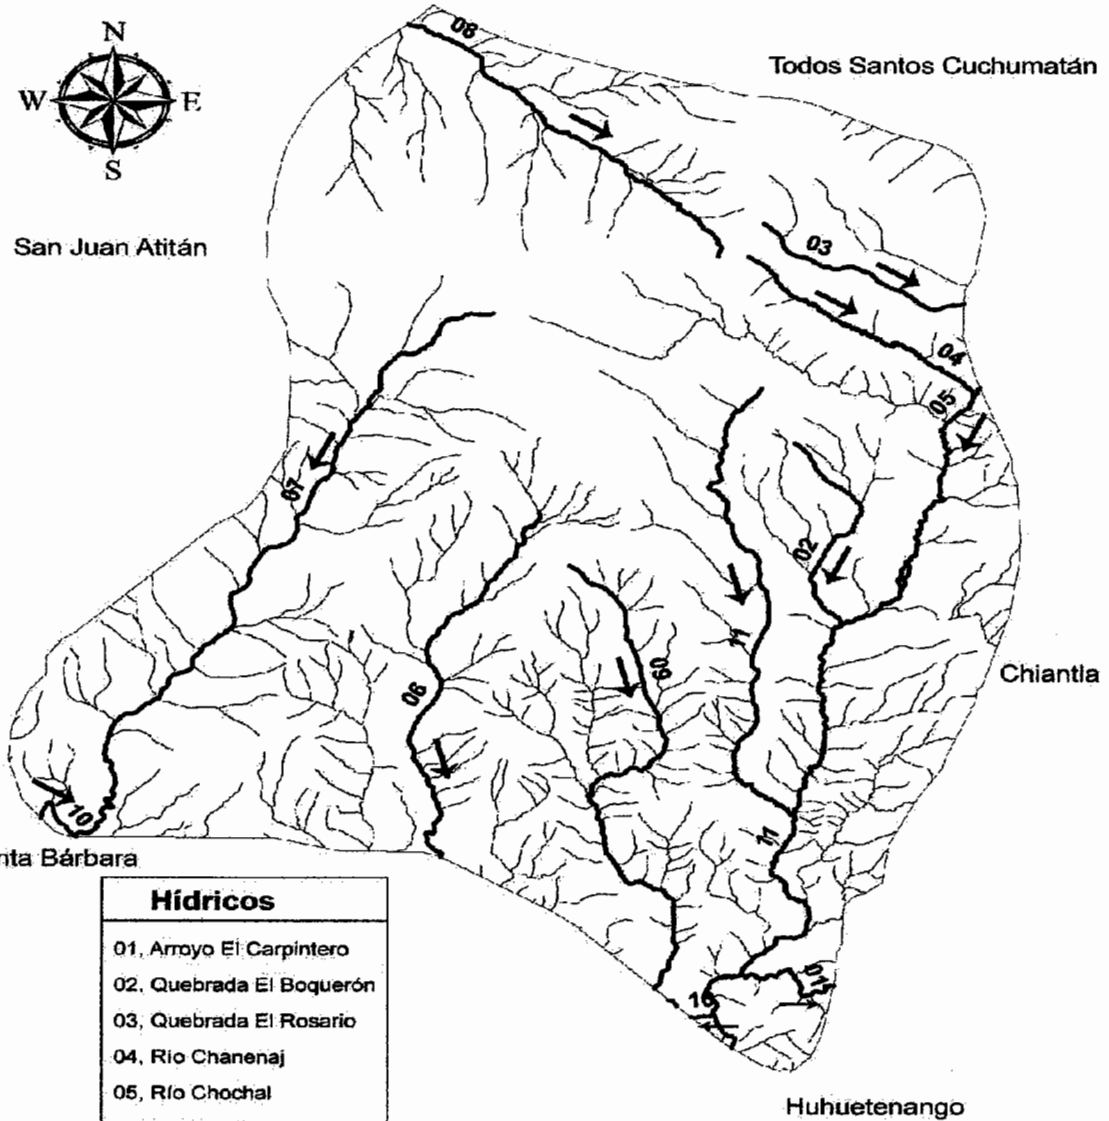 N
W E
S
08
Todos Santos Cuchumatán
San Juan Atitán
03
04
05
07
02
11
09
06
Chiantla
10
11
nta Bárbara
Hídricos
01, Arroyo El Carpintero
02, Quebrada El Boquerón
03, Quebrada El Rosario
04, Río Chanenaj
05, Río Chochal
01
10
Huhuetenango